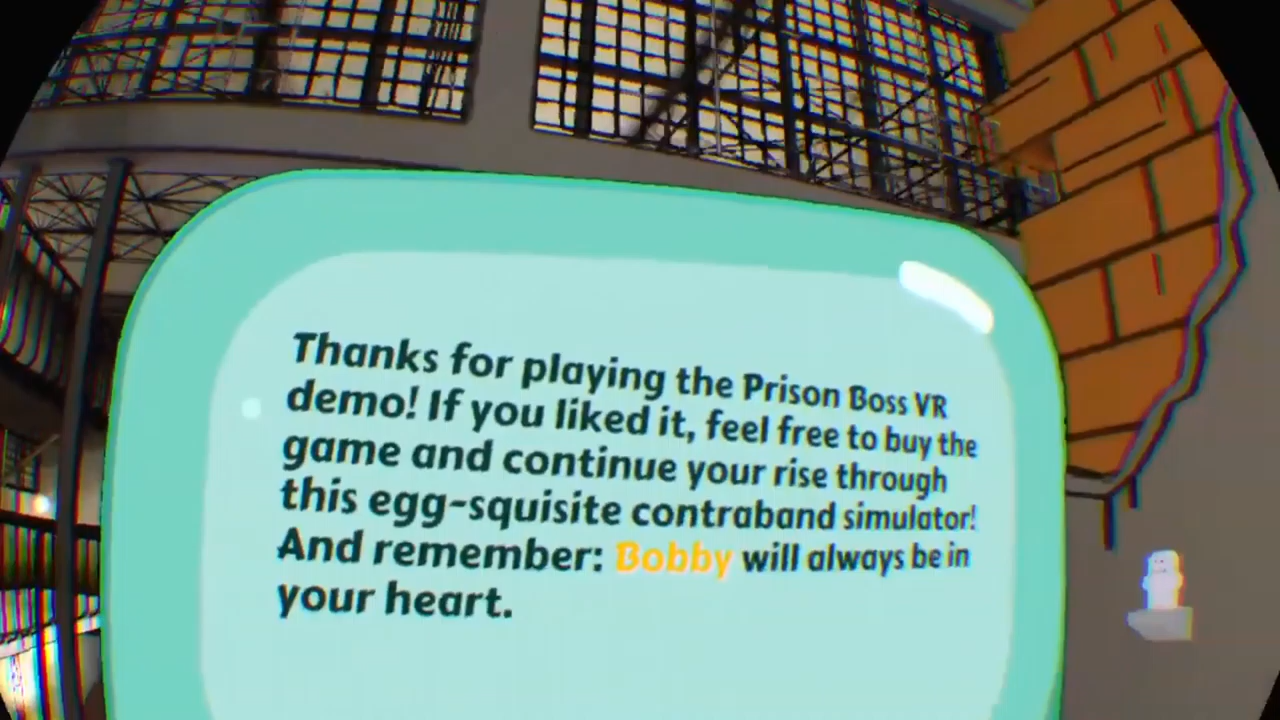 Thanks for playing the Prison Boss VR
demo! If you liked it, feel free to buy the
game and continue your rise through
this egg-squisite contraband simulator!
And remember: Bobby will always be in
your heart.